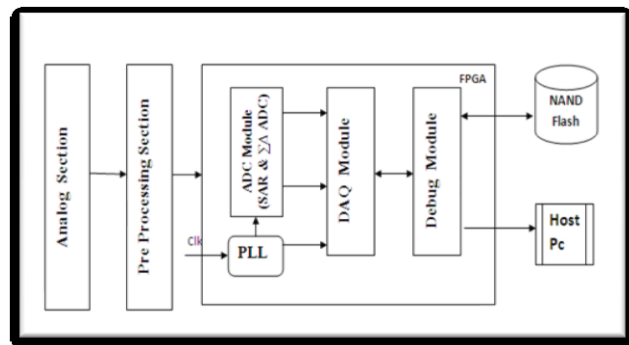 Analog Section
Pre Processing Section
FPGA
ADC Module
(SAR & ∑Δ ADC)
Clk
PLL
DAQ Module
Debug Module
NAND
Flash
Host
Pc